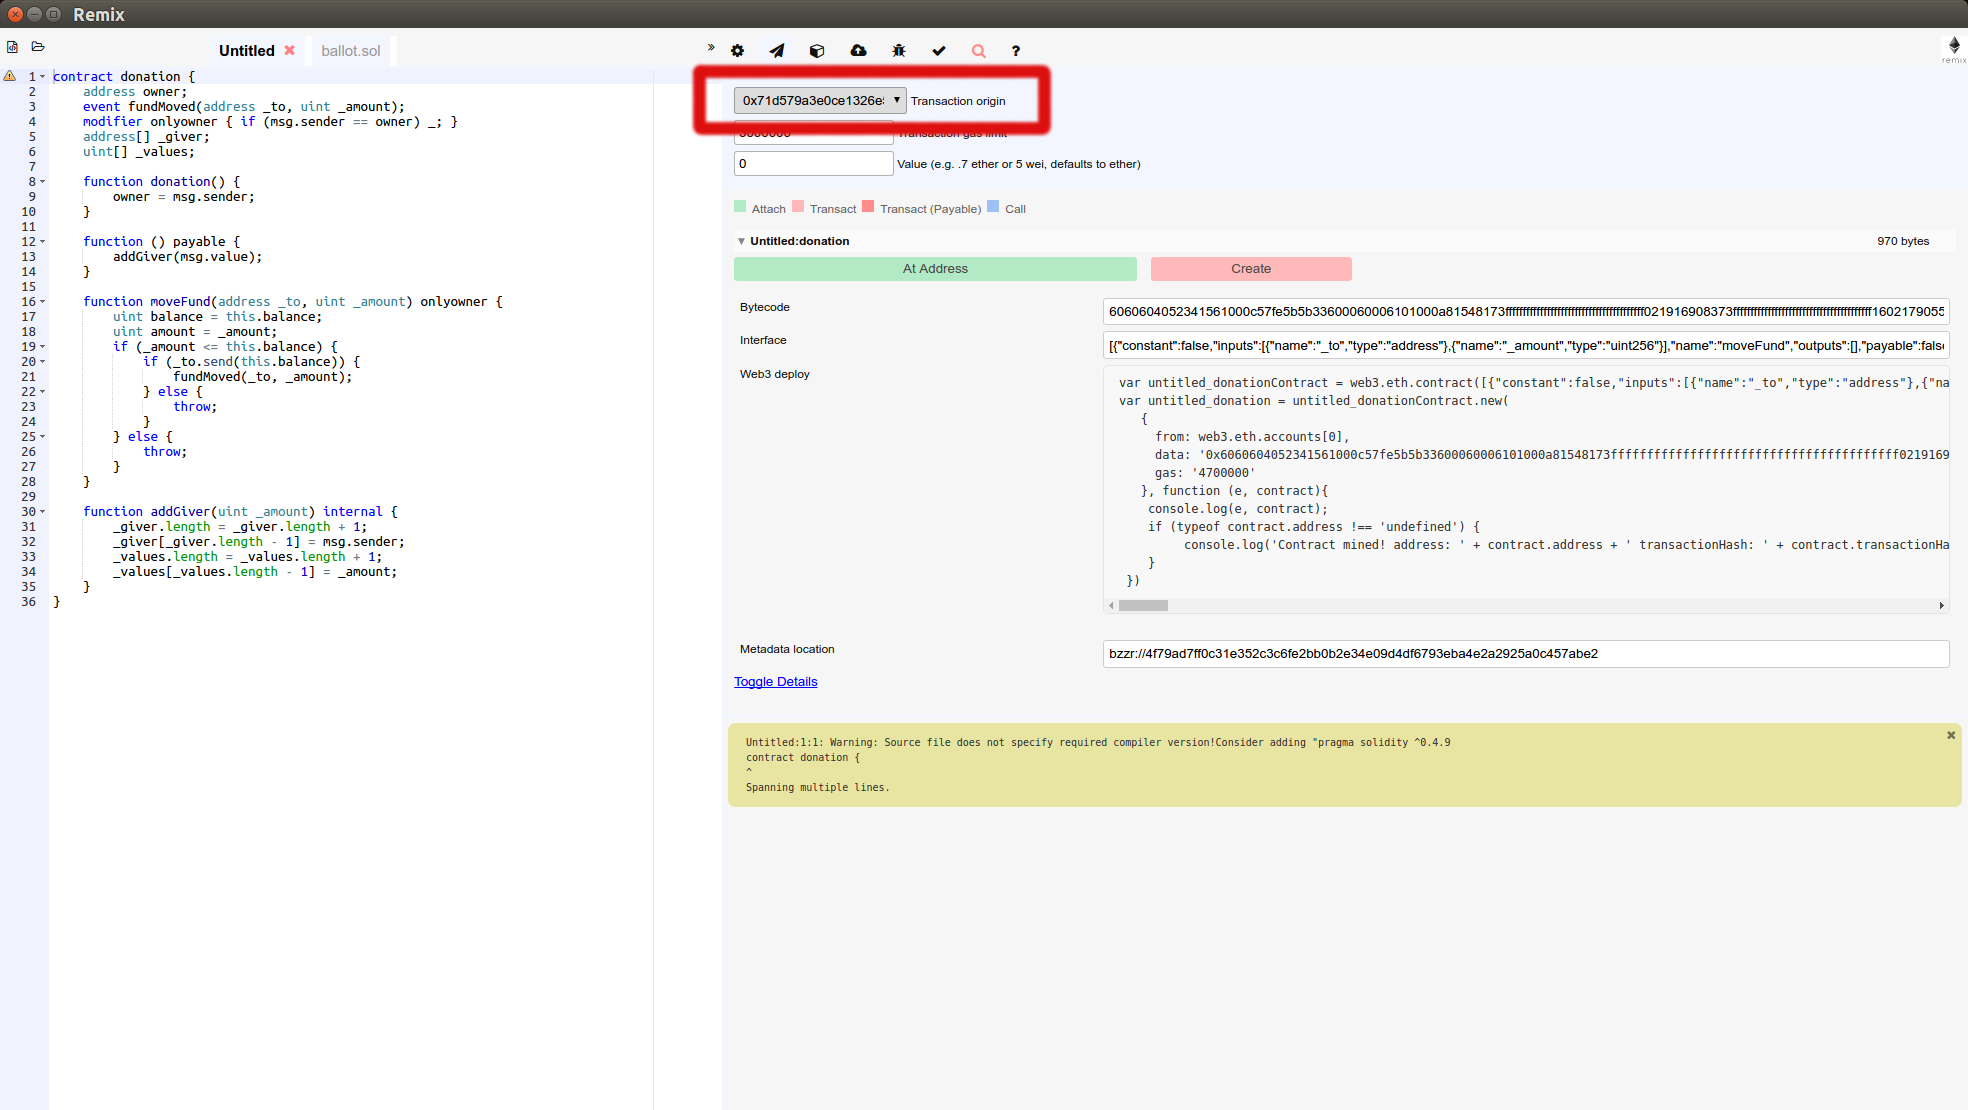 Remix
Untitled
ballot.sol
?
remix
1 contract donation {
2 address owner;
3 event fundMoved(address _to, uint _amount);
4 modifier onlyowner { if (msg.sender == owner) _; }
5 address[] _giver;
6 uint[] _values;
7
8 function donation() {
9 owner = msg.sender;
10 }
11
12 function () payable {
13 addGiver(msg.value);
14 }
15
16 function moveFund(address _to, uint _amount) onlyowner {
17 uint balance = this.balance;
18 uint amount = _amount;
19 if (_amount <= this.balance) {
20 if (_to.send(this.balance)) {
21 fundMoved(_to, _amount);
22 } else {
23 throw;
24 }
25 } else {
26 throw;
27 }
28 }
29
30 function addGiver(uint _amount) internal {
31 _giver.length = _giver.length + 1;
32 _giver[_giver.length - 1] = msg.sender;
33 _values.length = _values.length + 1;
34 _values[_values.length - 1] = _amount;
35 }
36 }
0x71d579a3e0ce1326e Transaction origin
Transaction gas limit
0 Value (e.g. .7 ether or 5 wei, defaults to ether)
Attach Transact Transact (Payable) Call
Untitled:donation 970 bytes
At Address Create
Bytecode
Interface [{"constant":false,"inputs":[{"name":"_to","type":"address"},{"name":"_amount","type":"uint256"}],"name":"moveFund","outputs":[],"payable":false
Web3 deploy
var untitled_donationContract = web3.eth.contract([{"constant":false,"inputs":[{"name":"_to","type":"address"},{"na
var untitled_donation = untitled_donationContract.new(
{
from: web3.eth.accounts[0],
data:
gas: '4700000'
}, function (e, contract){
console.log(e, contract);
if (typeof contract.address !== 'undefined') {
console.log('Contract mined! address: ' + contract.address + ' transactionHash: ' + contract.transactionHa
}
})
Metadata location bzzr://4f79ad7ff0c31e352c3c6fe2bb0b2e34e09d4df6793eba4e2a2925a0c457abe2
Toggle Details
Untitled:1:1: Warning: Source file does not specify required compiler version!Consider adding "pragma solidity ^0.4.9
contract donation {
^
Spanning multiple lines.